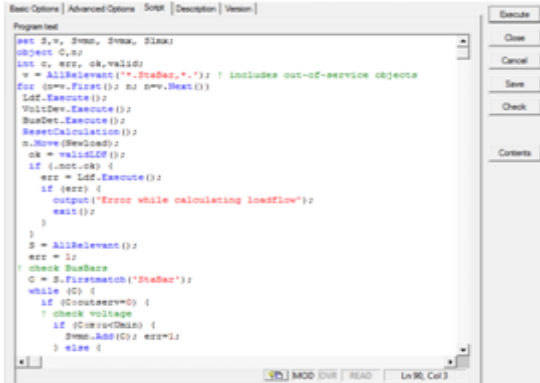 Basic Options Advanced Options Script Description Version
Execute
Program text
Close
set S,v, Svmn, Svmx, Slmx;
object C,n;
int c, err, ok,valid;
Cancel
v = AllRelevant('*.StaBar,*.'); ! includes out-of-service objects
for (n=v.First(); n; n=v.Next())
Save
Ldf.Execute();
VoltDev.Execute();
Check
BusDet.Execute();
ResetCalculation();
n.Move(Newload);
ok = validLDF();
Contents
if (.not.ok) {
err = Ldf.Execute();
if (err) {
output("Error while calculating loadflow");
exit();
}
}
S = AllRelevant();
err = 1;
! check BusBars
C = S.Firstmatch('StaBar');
while (C) {
if (C:outserv=0) {
! check voltage
if (C:m:u<Umin) {
Svmn.Add(C); err=1;
} else {
MOD OVR READ Ln 90, Col 3